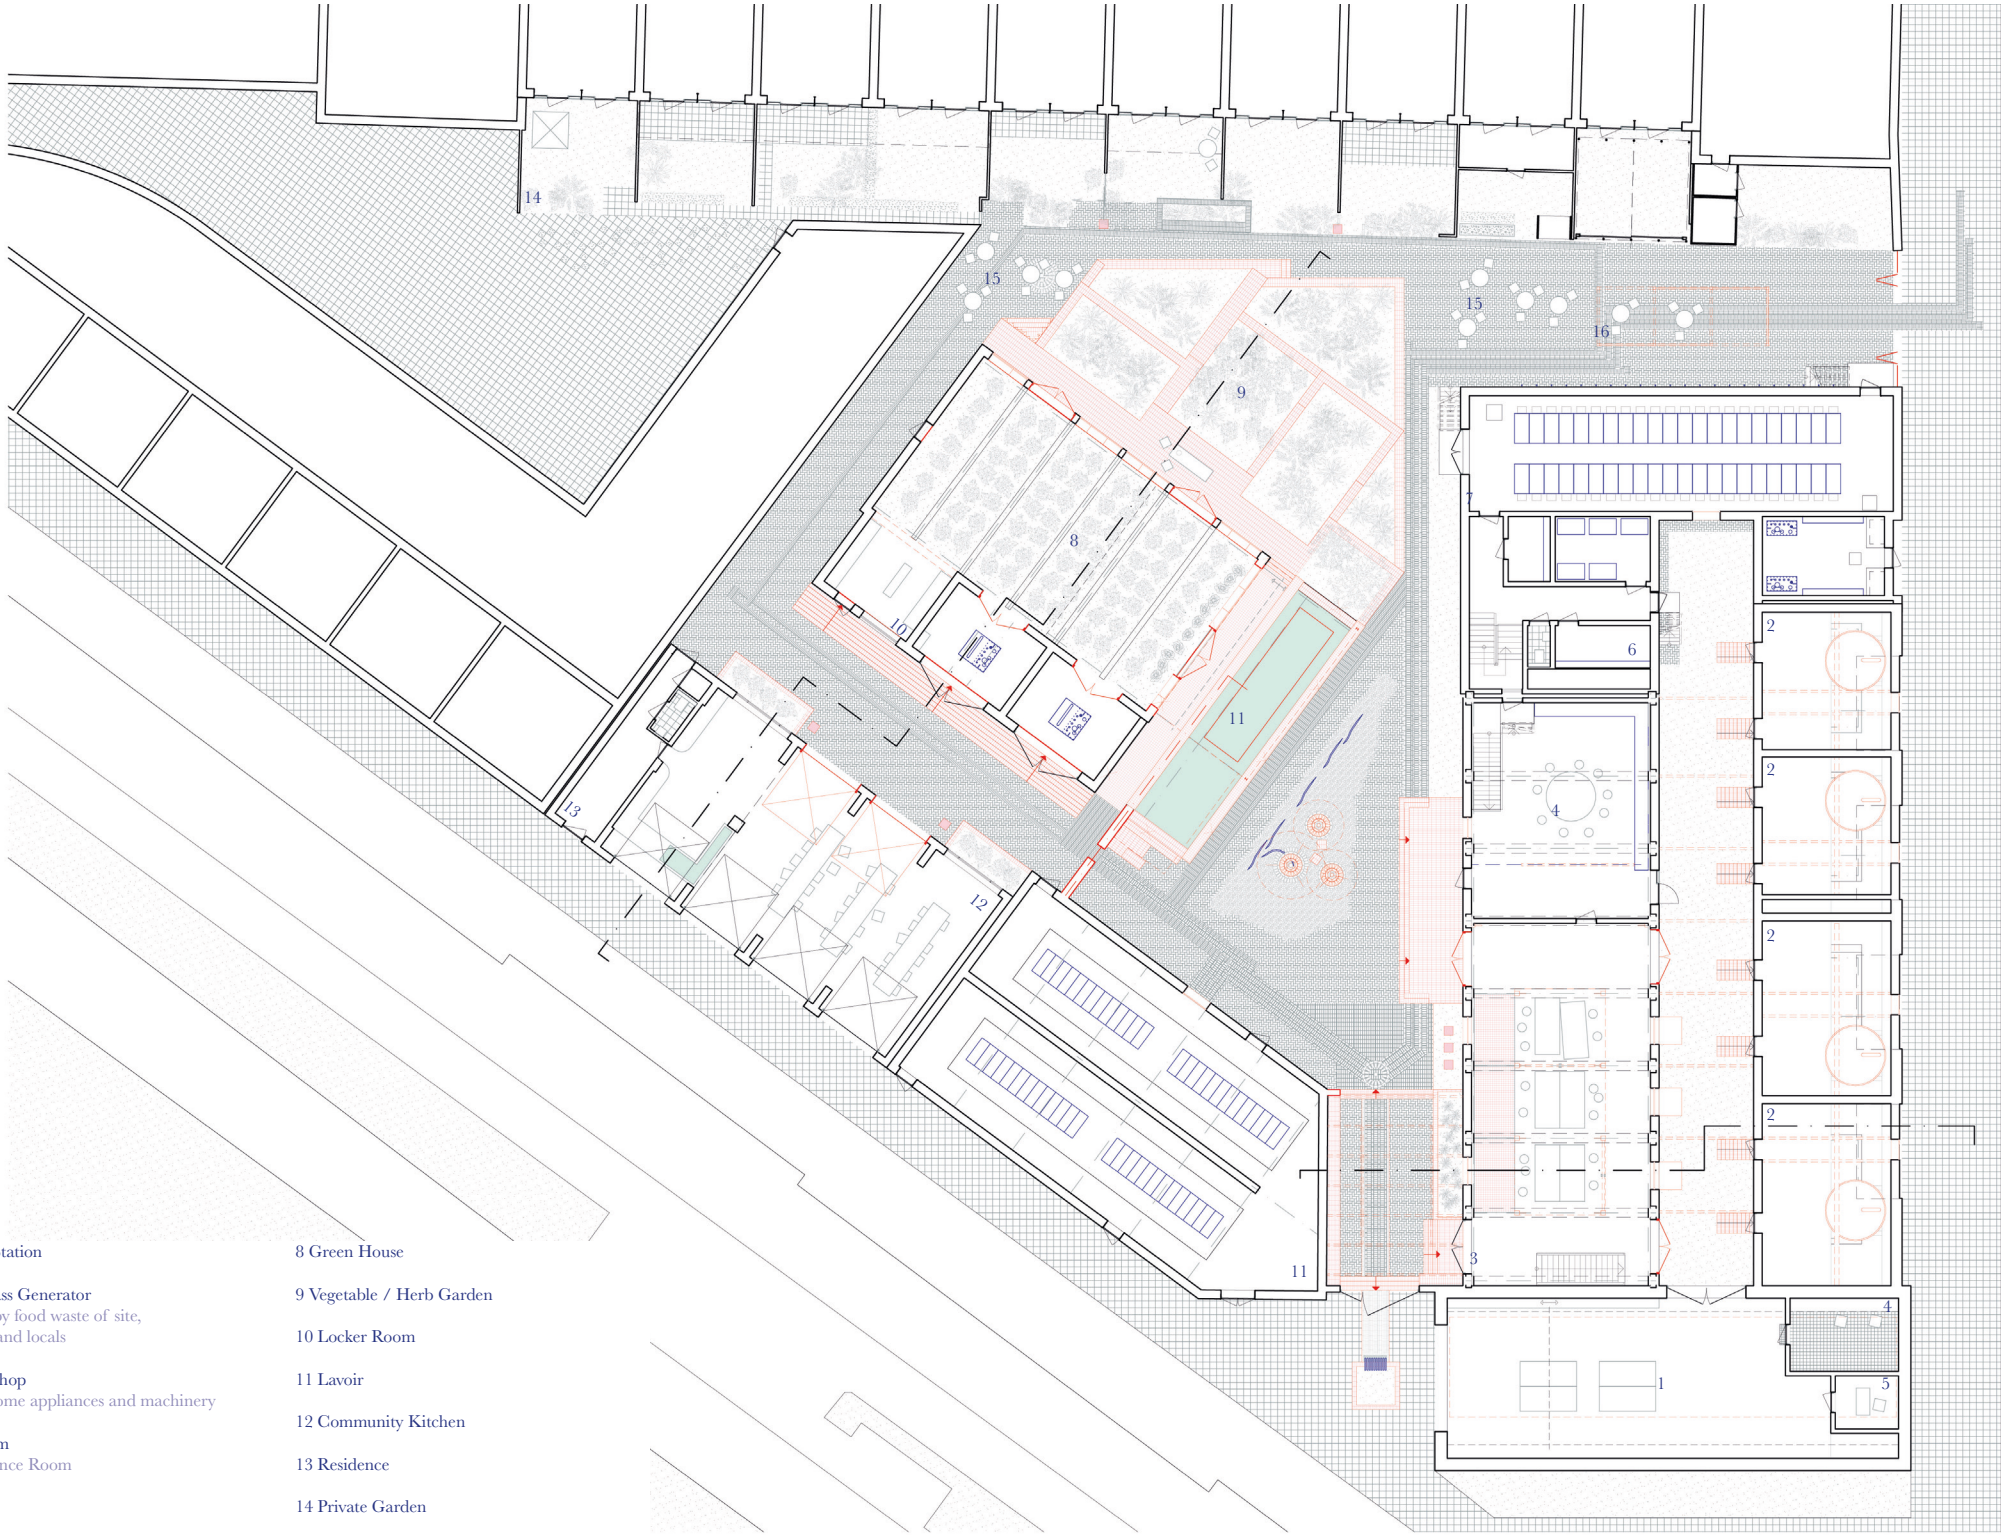 14
15
15
16
9
7
8
2
10
6
11
2
13
4
12
2
2
3
11
4
1
5
tation
ss Generator
by food waste of site,
and locals
hop
ome appliances and machinery
m
nce Room
8 Green House
9 Vegetable / Herb Garden
10 Locker Room
11 Lavoir
12 Community Kitchen
13 Residence
14 Private Garden